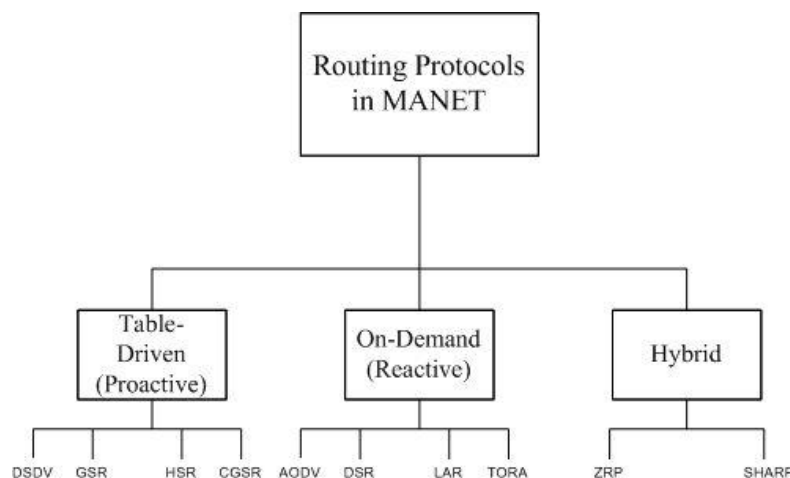 Routing Protocols
in MANET
Table-
Driven
(Proactive)
On-Demand
(Reactive)
Hybrid
DSDV GSR HSR CGSR AODV DSR LAR TORA ZRP SHARP